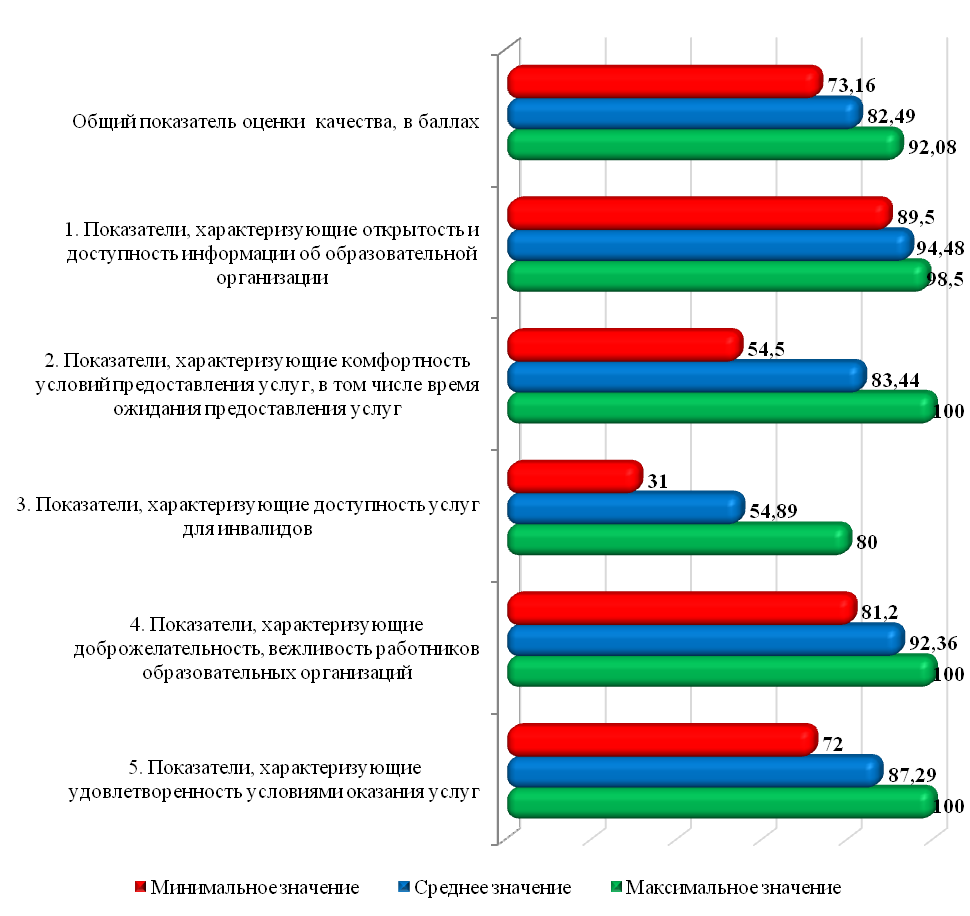 Общий показатель оценки качества, в баллах
73,16
82,49
92,08
1. Показатели, характеризующие открытость и
доступность информации об образовательной
организации
89,5
94,48
98,5
2. Показатели, характеризующие комфортность
условий предоставления услуг, в том числе время
ожидания предоставления услуг
54,5
83,44
100
3. Показатели, характеризующие доступность услуг
для инвалидов
31
54,89
80
4. Показатели, характеризующие
доброжелательность, вежливость работников
образовательных организаций
81,2
92,36
100
5. Показатели, характеризующие
удовлетворенность условиями оказания услуг
72
87,29
100
Минимальное значение Среднее значение Максимальное значение